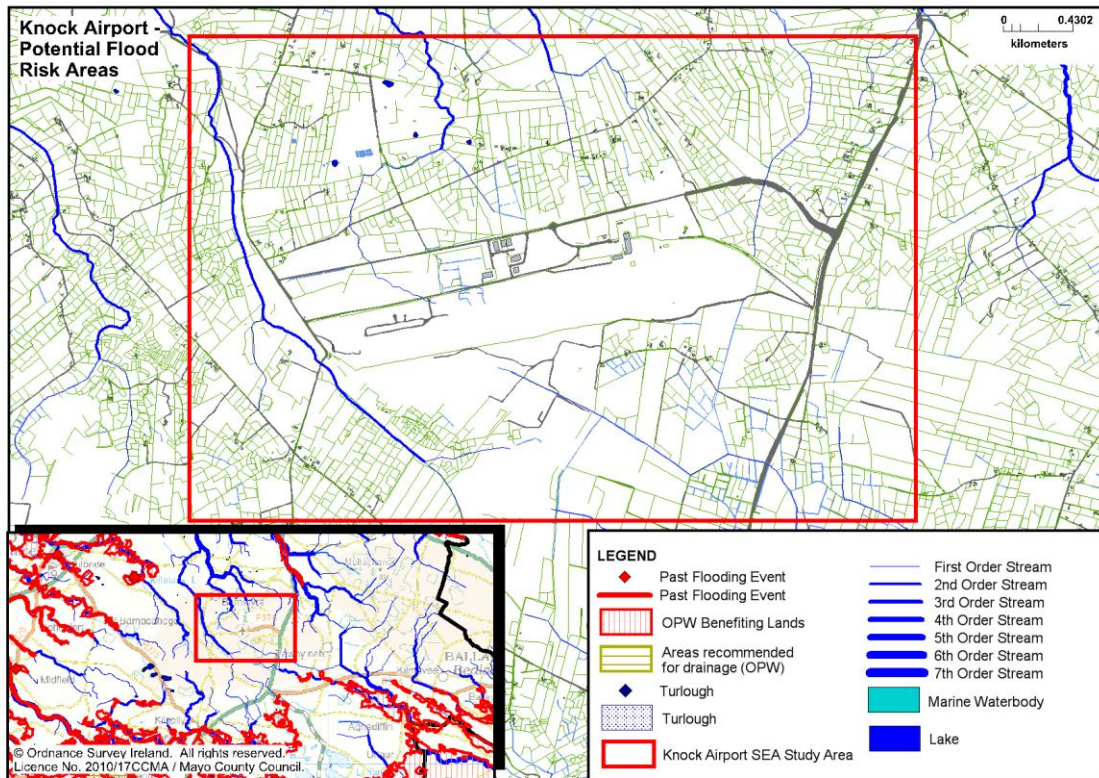 Knock Airport -
Potential Flood
Risk Areas
0 0.4302
kilometers
LEGEND
Past Flooding Event
Past Flooding Event
OPW Benefiting Lands
Areas recommended
for drainage (OPW)
Turlough
Turlough
Knock Airport SEA Study Area
First Order Stream
2nd Order Stream
3rd Order Stream
4th Order Stream
5th Order Stream
6th Order Stream
7th Order Stream
Marine Waterbody
Lake
Midfield
BALLA
© Ordnance Survey Ireland. All rights reserved.
Licence No. 2010/17CCMA / Mayo County Council.